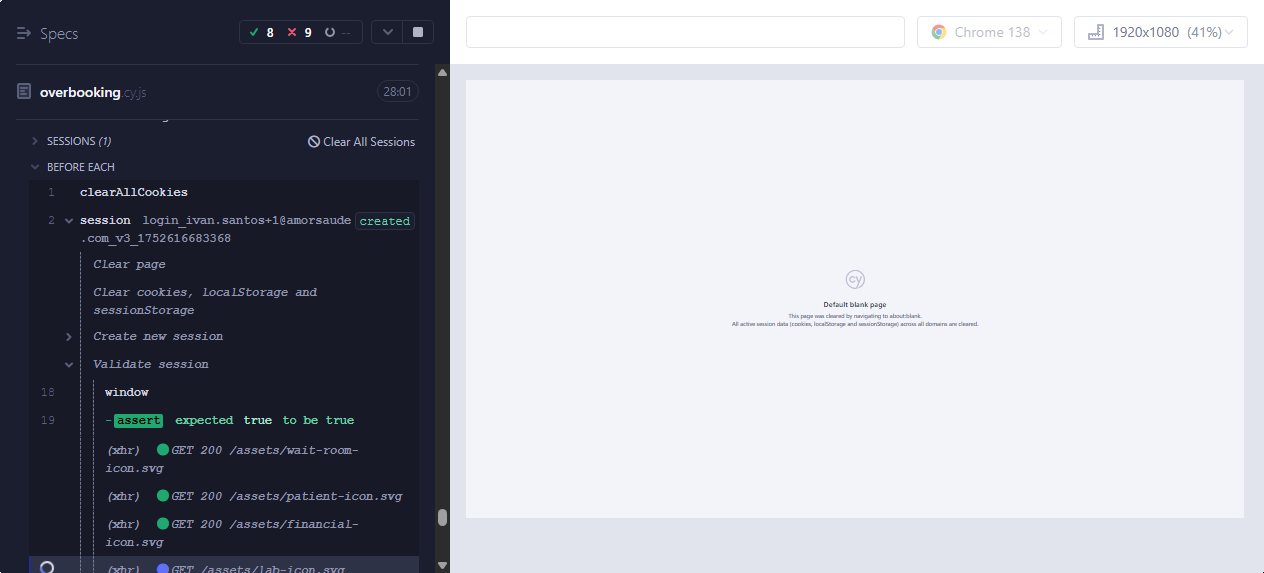 Specs
8 9 --
Chrome 138
1920x1080 (41%)
overbooking.cy.js
28:01
SESSIONS (1)
Clear All Sessions
BEFORE EACH
1 clearAllCookies
2 session login_ivan.santos+1@amorsaude created
.com_v3_1752616683368
Clear page
Clear cookies, localStorage and
sessionStorage
Create new session
Validate session
18 window
19 -assert expected true to be true
(xhr) GET 200 /assets/wait-room-
icon.svg
(xhr) GET 200 /assets/patient-icon.svg
(xhr) GET 200 /assets/financial-
icon.svg
(xhr) GET /assets/lab-icon.svg
cy
Default blank page
This page was cleared by navigating to about:blank.
All active session data (cookies, localStorage and sessionStorage) across all domains are cleared.